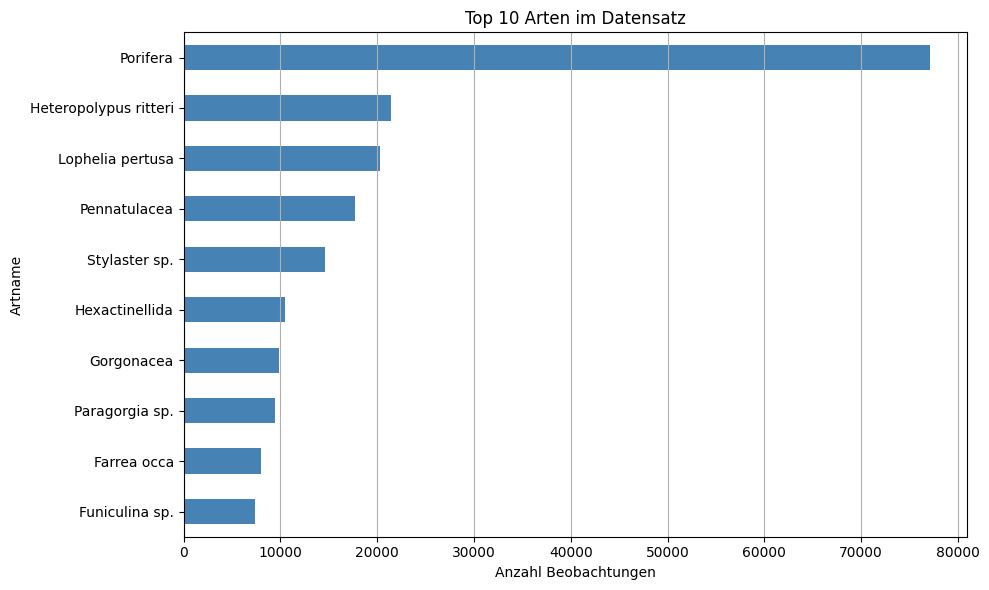 Top 10 Arten im Datensatz
Porifera
Heteropolypus ritteri
Lophelia pertusa
Pennatulacea
Stylaster sp.
Hexactinellida
Gorgonacea
Paragorgia sp.
Farrea occa
Funiculina sp.
Artname
0 10000 20000 30000 40000 50000 60000 70000 80000
Anzahl Beobachtungen